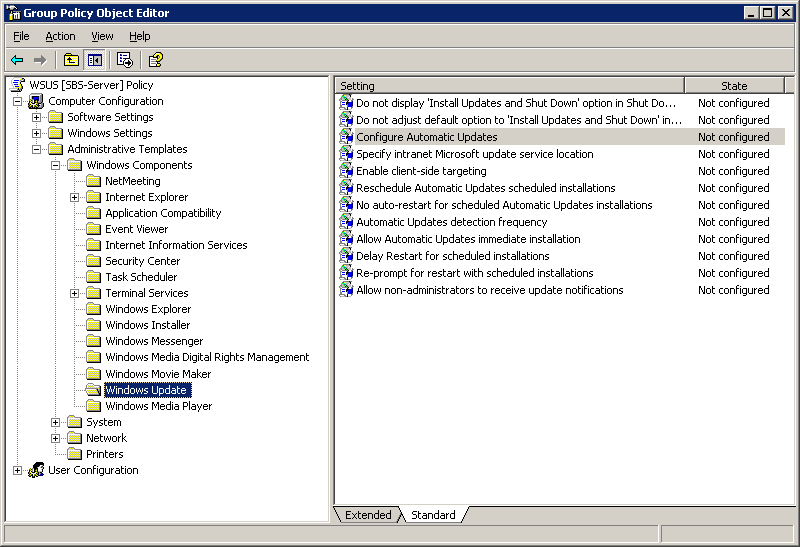 Group Policy Object Editor
File Action View Help
WSUS [SBS-Server] Policy
Computer Configuration
Software Settings
Windows Settings
Administrative Templates
Windows Components
NetMeeting
Internet Explorer
Application Compatibility
Event Viewer
Internet Information Services
Security Center
Task Scheduler
Terminal Services
Windows Explorer
Windows Installer
Windows Messenger
Windows Media Digital Rights Management
Windows Movie Maker
Windows Update
Windows Media Player
System
Network
Printers
User Configuration
Setting State
Do not display 'Install Updates and Shut Down' option in Shut Do... Not configured
Do not adjust default option to 'Install Updates and Shut Down' in... Not configured
Configure Automatic Updates Not configured
Specify intranet Microsoft update service location Not configured
Enable client-side targeting Not configured
Reschedule Automatic Updates scheduled installations Not configured
No auto-restart for scheduled Automatic Updates installations Not configured
Automatic Updates detection frequency Not configured
Allow Automatic Updates immediate installation Not configured
Delay Restart for scheduled installations Not configured
Re-prompt for restart with scheduled installations Not configured
Allow non-administrators to receive update notifications Not configured
Extended Standard